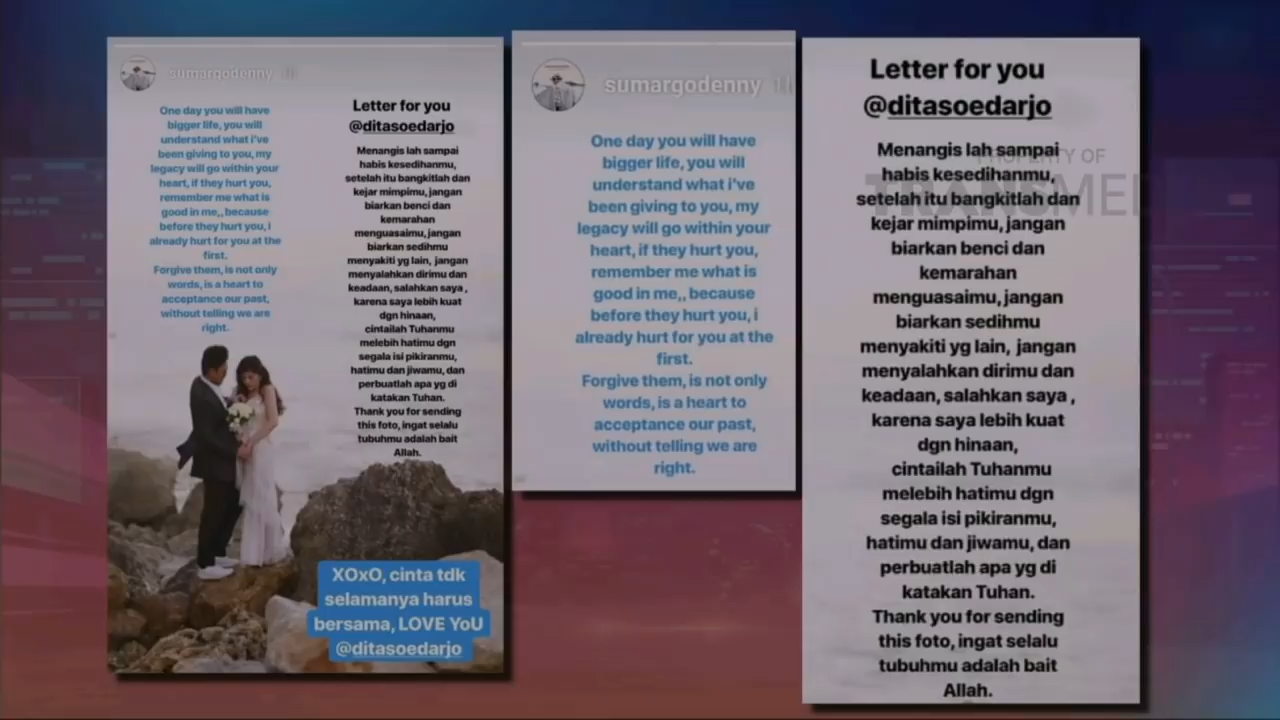 sumargodenny
One day you will have
bigger life, you will
understand what i've
been giving to you, my
legacy will go within your
heart, if they hurt you,
remember me what is
good in me,, because
before they hurt you, i
already hurt for you at the
first.
Forgive them, is not only
words, is a heart to
acceptance our past,
without telling we are
right.
Letter for you
@ditasoedarjo
Menangis lah sampai
habis kesedihanmu,
setelah itu bangkitlah dan
kejar mimpimu, jangan
biarkan benci dan
kemarahan
menguasaimu, jangan
biarkan sedihmu
menyakiti yg lain, jangan
menyalahkan dirimu dan
keadaan, salahkan saya ,
karena saya lebih kuat
dgn hinaan,
cintailah Tuhanmu
melebih hatimu dgn
segala isi pikiranmu,
hatimu dan jiwamu, dan
perbuatlah apa yg di
katakan Tuhan.
Thank you for sending
this foto, ingat selalu
tubuhmu adalah bait
Allah.
XOxO, cinta tdk
selamanya harus
bersama, LOVE YoU
@ditasoedarjo
sumargodenny
One day you will have
bigger life, you will
understand what i've
been giving to you, my
legacy will go within your
heart, if they hurt you,
remember me what is
good in me,, because
before they hurt you, i
already hurt for you at the
first.
Forgive them, is not only
words, is a heart to
acceptance our past,
without telling we are
right.
Letter for you
@ditasoedarjo
Menangis lah sampai
habis kesedihanmu,
setelah itu bangkitlah dan
kejar mimpimu, jangan
biarkan benci dan
kemarahan
menguasaimu, jangan
biarkan sedihmu
menyakiti yg lain, jangan
menyalahkan dirimu dan
keadaan, salahkan saya ,
karena saya lebih kuat
dgn hinaan,
cintailah Tuhanmu
melebih hatimu dgn
segala isi pikiranmu,
hatimu dan jiwamu, dan
perbuatlah apa yg di
katakan Tuhan.
Thank you for sending
this foto, ingat selalu
tubuhmu adalah bait
Allah.
PROPERTY OF